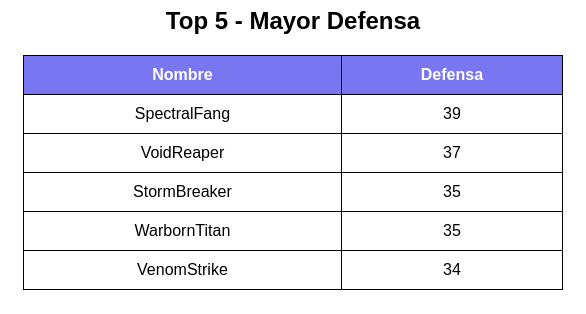 Top 5 - Mayor Defensa
Nombre Defensa
SpectralFang 39
VoidReaper 37
StormBreaker 35
WarbornTitan 35
VenomStrike 34